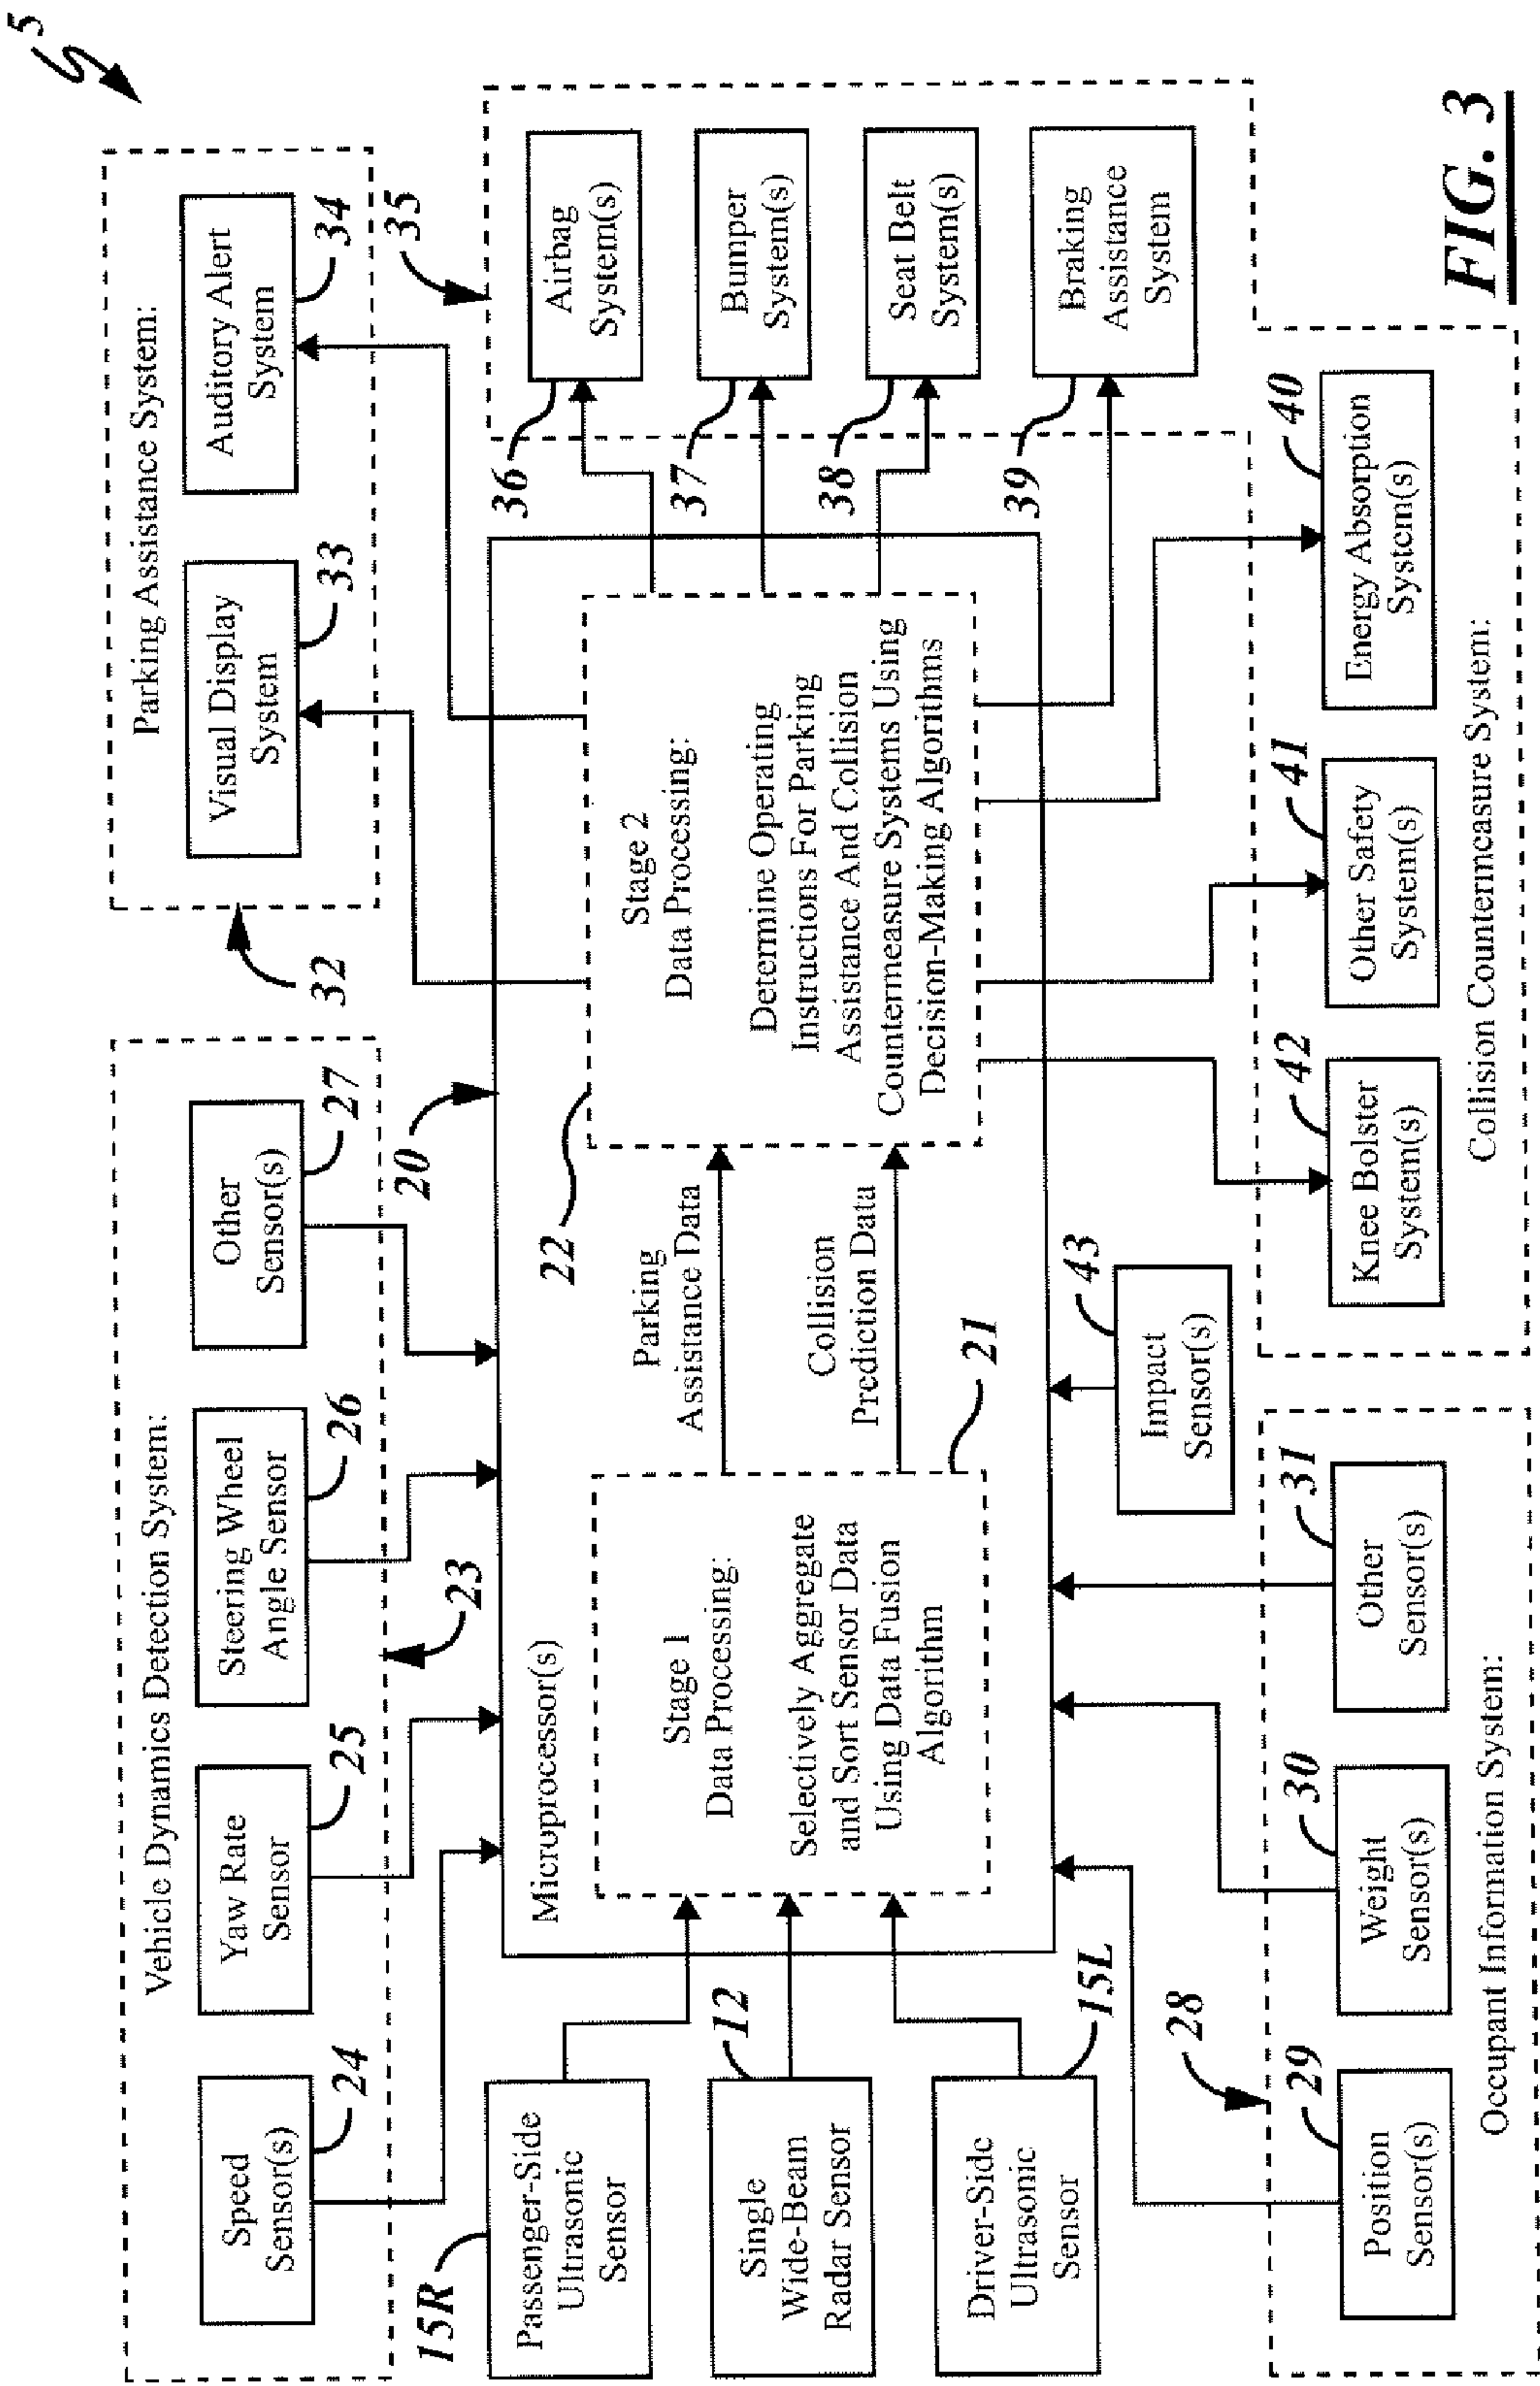 5
Vehicle Dynamics Detection System:
Speed
Sensor(s)
24
Yaw Rate
Sensor
25
Steering Wheel
Angle Sensor
26
Other
Sensor(s)
27
23
Parking Assistance System:
Visual Display
System
33
Auditory Alert
System
34
32
35
15R
Passenger-Side
Ultrasonic
Sensor
12
Single
Wide-Beam
Radar Sensor
Driver-Side
Ultrasonic
Sensor
15L
20
Microprocessor(s)
Stage 1
Data Processing:
Selectively Aggregate
and Sort Sensor Data
Using Data Fusion
Algorithm
21
Parking
Assistance Data
Collision
Prediction Data
22
Stage 2
Data Processing:
Determine Operating
Instructions For Parking
Assistance And Collision
Countermeasure Systems Using
Decision-Making Algorithms
36
Airbag
System(s)
37
Bumper
System(s)
38
Seat Belt
System(s)
39
Braking
Assistance
System
28
29
Position
Sensor(s)
30
Weight
Sensor(s)
31
Other
Sensor(s)
Occupant Information System:
43
Impact
Sensor(s)
42
Knee Bolster
System(s)
41
Other Safety
System(s)
40
Energy Absorption
System(s)
Collision Countermeasure System:
FIG. 3